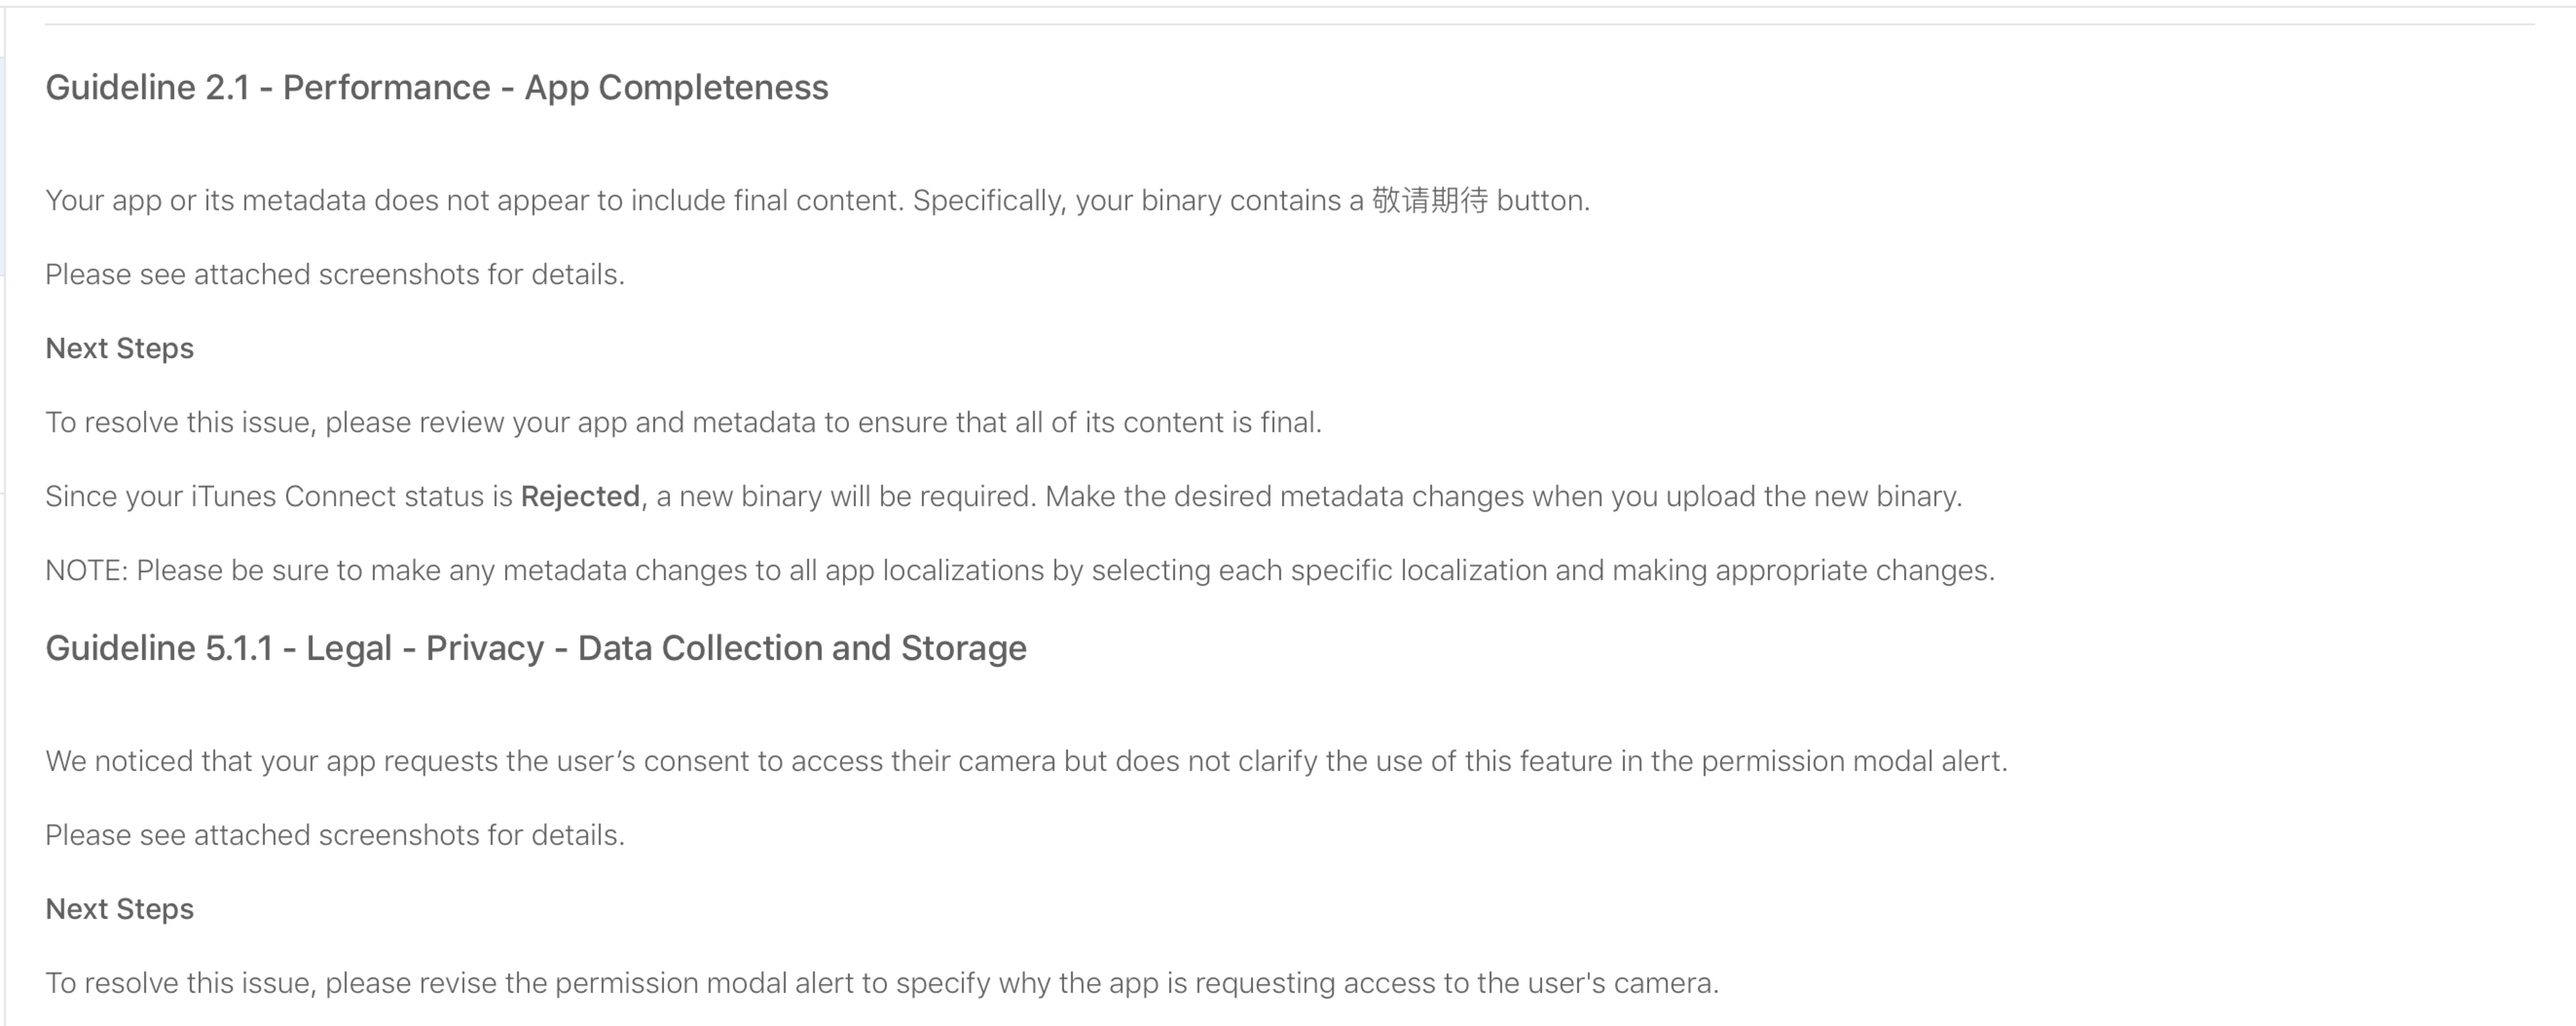 Guideline 2.1 - Performance - App Completeness
Your app or its metadata does not appear to include final content. Specifically, your binary contains a 敬请期待 button.
Please see attached screenshots for details.
Next Steps
To resolve this issue, please review your app and metadata to ensure that all of its content is final.
Since your iTunes Connect status is Rejected, a new binary will be required. Make the desired metadata changes when you upload the new binary.
NOTE: Please be sure to make any metadata changes to all app localizations by selecting each specific localization and making appropriate changes.
Guideline 5.1.1 - Legal - Privacy - Data Collection and Storage
We noticed that your app requests the user’s consent to access their camera but does not clarify the use of this feature in the permission modal alert.
Please see attached screenshots for details.
Next Steps
To resolve this issue, please revise the permission modal alert to specify why the app is requesting access to the user's camera.